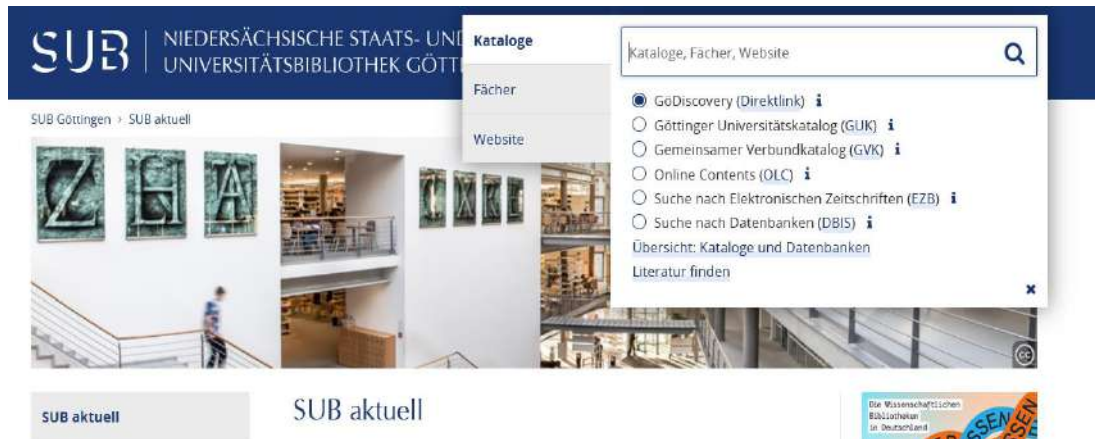 SUB
NIEDERSÄCHSISCHE STAATS- UND
UNIVERSITÄTSBIBLIOTHEK GÖTT
Kataloge
Fächer
Website
Kataloge, Fächer, Website
GöDiscovery (Direktlink) i
Göttinger Universitätskatalog (GUK) i
Gemeinsamer Verbundkatalog (GVK) i
Online Contents (OLC) i
Suche nach Elektronischen Zeitschriften (EZB) i
Suche nach Datenbanken (DBIS) i
Übersicht: Kataloge und Datenbanken
Literatur finden
SUB Göttingen › SUB aktuell
Z H A
cc
SUB aktuell
SUB aktuell
Die Wissenschaftlichen
Bibliotheken
in Deutschland